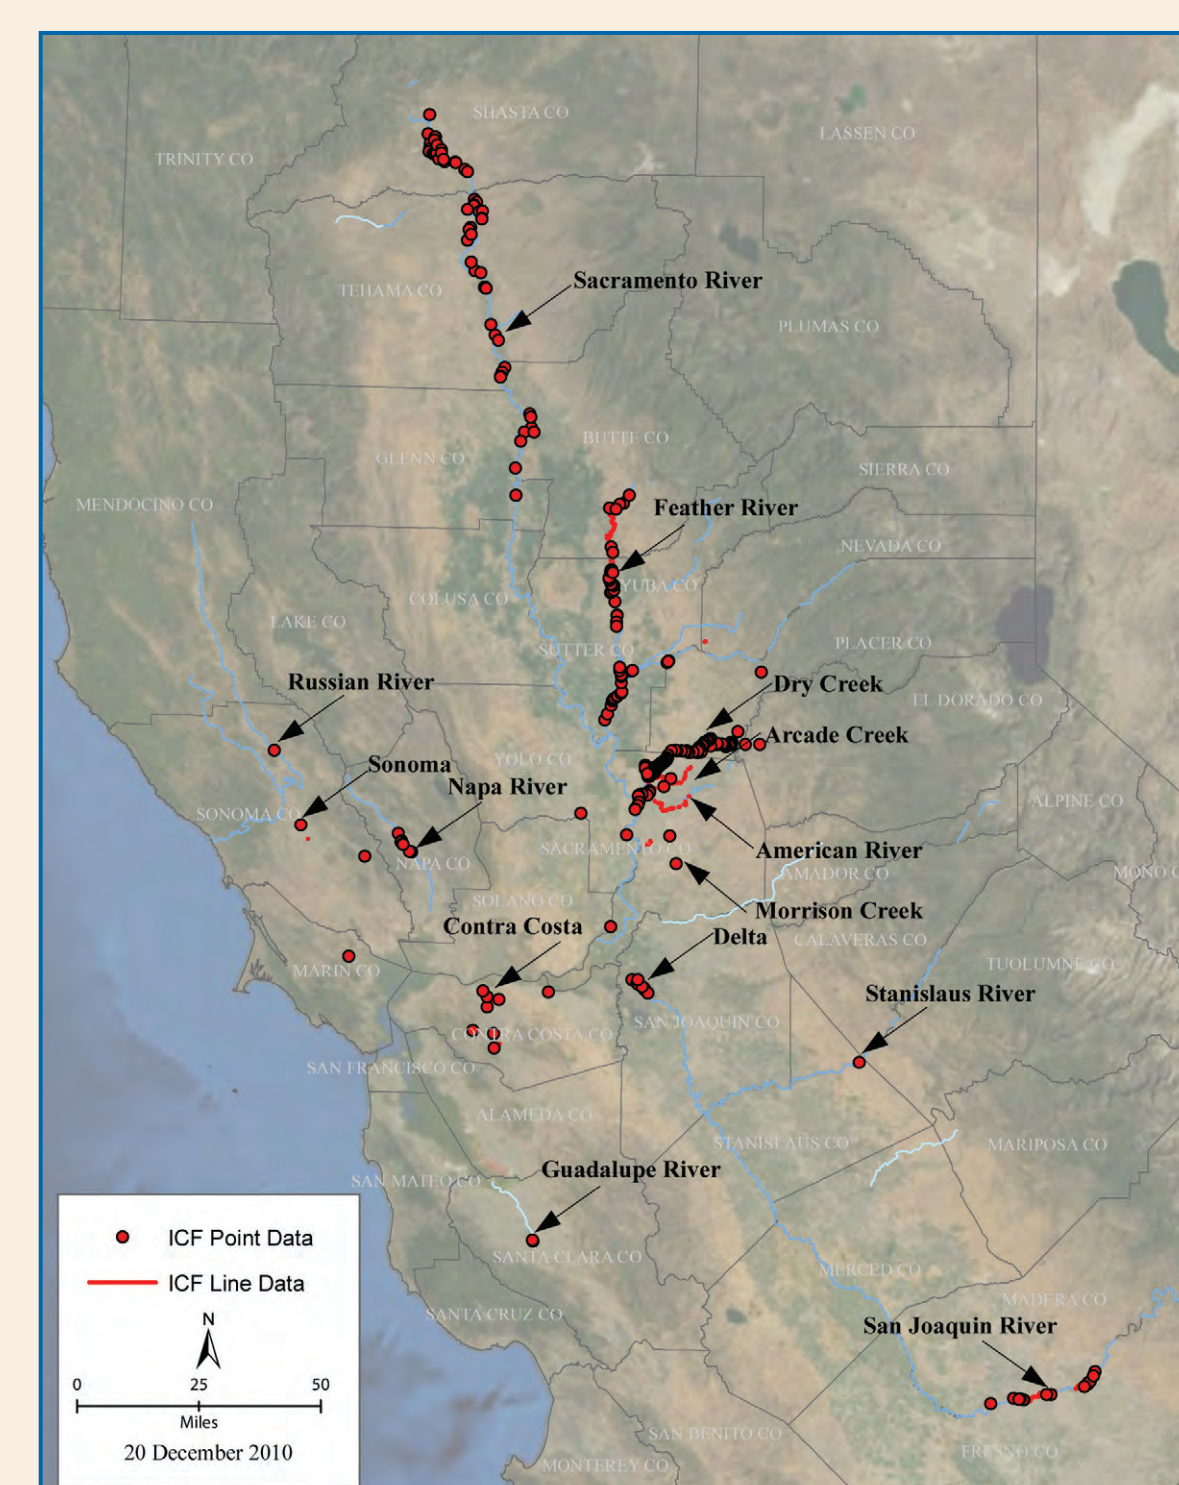 SHASTA CO
LASSEN CO
TRINITY CO
Sacramento River
TEHAMA CO
PLUMAS CO
BUTTE CO
GLENN CO
SIERRA CO
MENDOCINO CO
Feather River
NEVADA CO
YUBA CO
COLUSA CO
LAKE CO
PLACER CO
SUTTER CO
Russian River
Dry Creek
EL DORADO CO
Arcade Creek
YOLO CO
Sonoma
Napa River
ALPINE CO
SONOMA CO
SACRAMENTO CO
American River
NAPA CO
AMADOR CO
MONO C
SOLANO CO
Morrison Creek
Contra Costa
Delta
CALAVERAS CO
TUOLUMNE CO
MARIN CO
Stanislaus River
SAN JOAQUIN CO
CONTRA COSTA CO
SAN FRANCISCO CO
ALAMEDA CO
STANISLAUS CO
MARIPOSA CO
Guadalupe River
SAN MATEO CO
SANTA CLARA CO
MERCED CO
MADERA CO
SANTA CRUZ CO
San Joaquin River
SAN BENITO CO
FRESNO CO
MONTEREY CO
ICF Point Data
ICF Line Data
N
0 25 50
Miles
20 December 2010